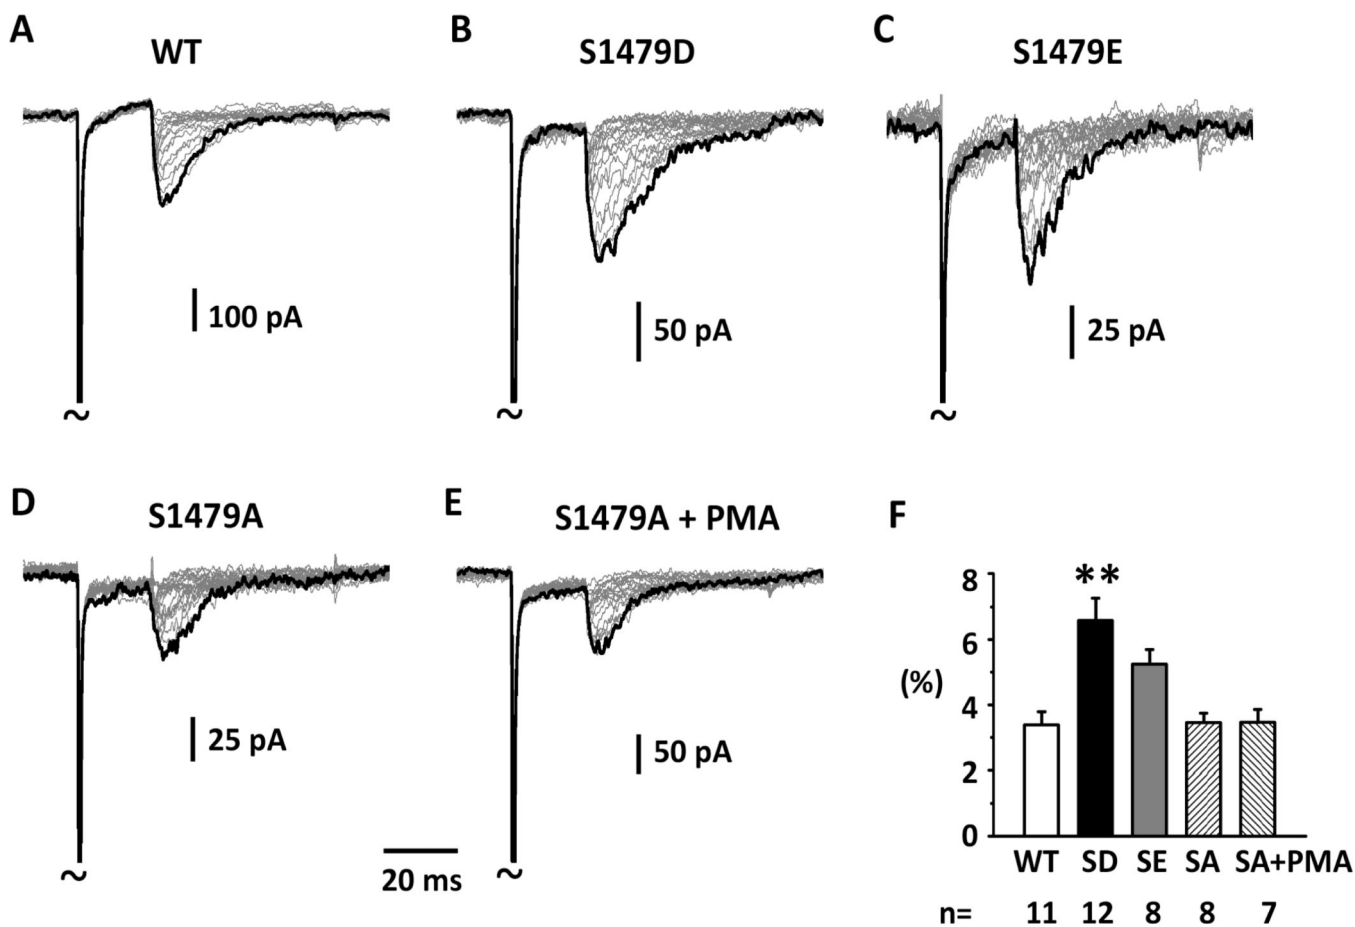 A
WT
100 pA
~
B
S1479D
50 pA
~
C
S1479E
25 pA
~
D
S1479A
25 pA
~
20 ms
E
S1479A + PMA
50 pA
~
F
**
8
6
(%)
4
2
0
WT SD SE SA SA+PMA
n= 11 12 8 8 7